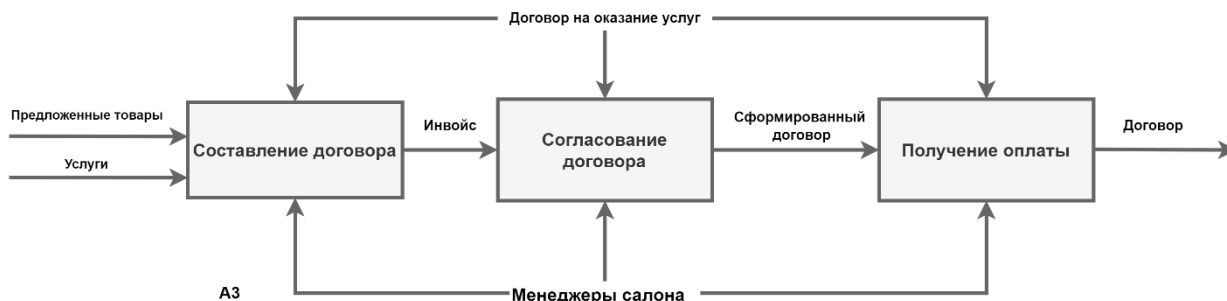 Договор на оказание услуг
Предложенные товары
Услуги
Составление договора
Инвойс
Согласование
договора
Сформированный
договор
Получение оплаты
Договор
А3
Менеджеры салона